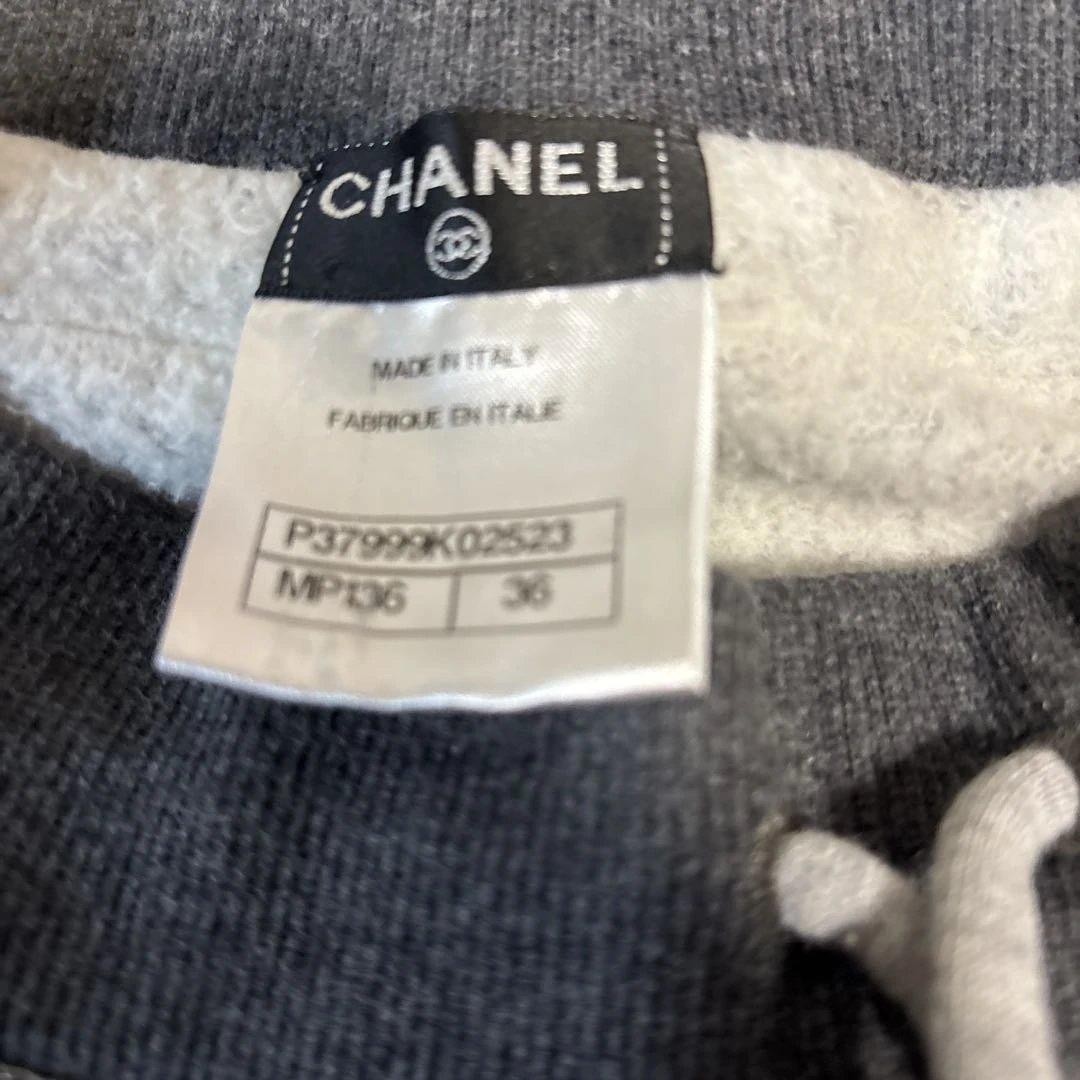 CHANEL
MADE IN ITALY
FABRIQUE EN ITALIE
P37999K02523
MP136 36